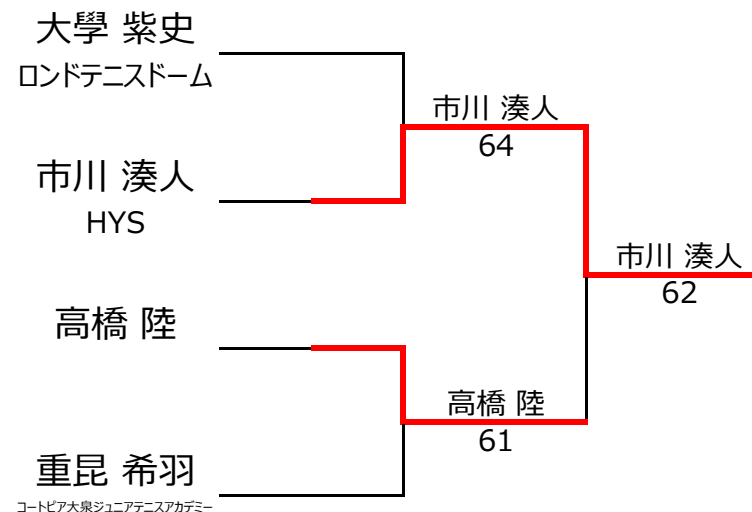 大學 紫史
ロンドテニスドーム
市川 湊人
64
市川 湊人
HYS
市川 湊人
62
高橋 陸
高橋 陸
61
重昆 希羽
コートピア大泉ジュニアテニスアカデミー